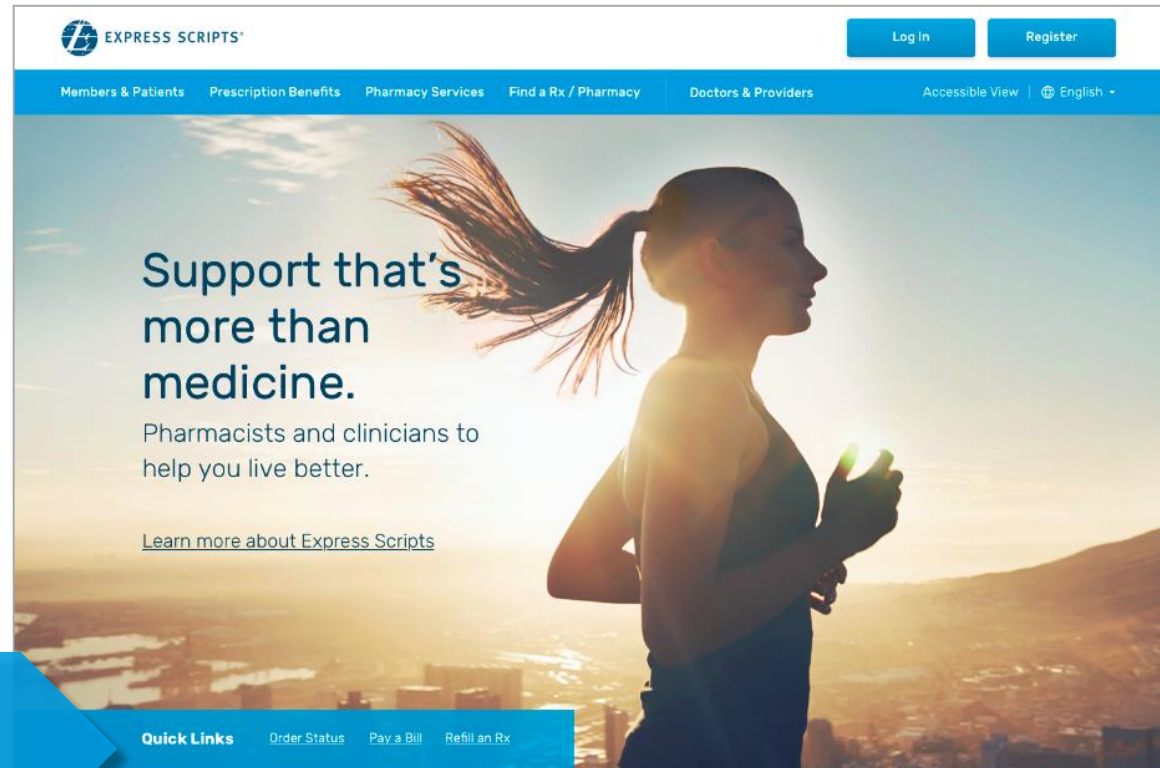 EXPRESS SCRIPTS®
Log In
Register
Members & Patients
Prescription Benefits
Pharmacy Services
Find a Rx / Pharmacy
Doctors & Providers
Accessible View
English
Support that's
more than
medicine.
Pharmacists and clinicians to
help you live better.
Learn more about Express Scripts
Quick Links
Order Status
Pay a Bill
Refill an Rx